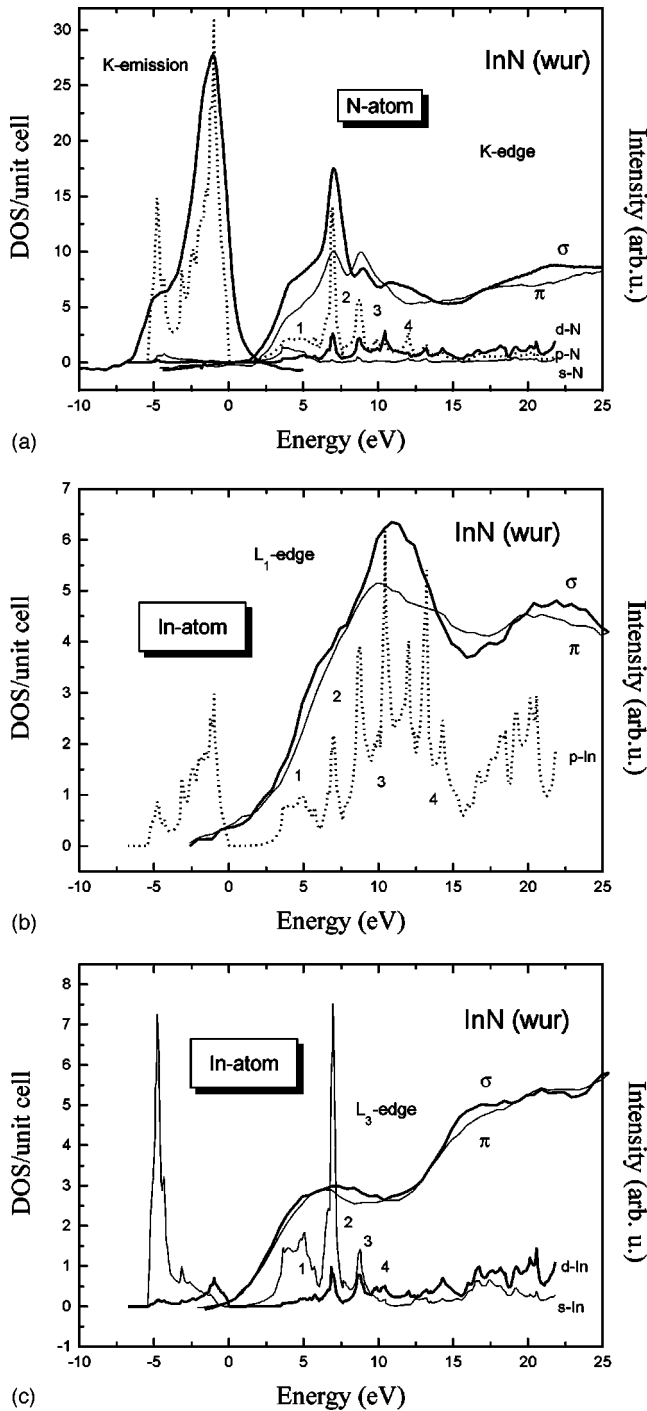 30
25
20
15
10
5
0
-10 -5 0 5 10 15 20 25
DOS/unit cell
Energy (eV)
Intensity (arb.u.)
K-emission
InN (wur)
N-atom
K-edge
σ
π
1
2
3
4
d-N
p-N
s-N
(a)
7
6
5
4
3
2
1
0
-10 -5 0 5 10 15 20 25
DOS/unit cell
Energy (eV)
Intensity (arb.u.)
L₁-edge
InN (wur)
In-atom
σ
π
2
p-In
1
3
4
(b)
8
7
6
5
4
3
2
1
0
-1
-10 -5 0 5 10 15 20 25
DOS/unit cell
Energy (eV)
Intensity (arb. u.)
InN (wur)
In-atom
L₃-edge
σ
π
2
3
1
4
d-In
s-In
(c)